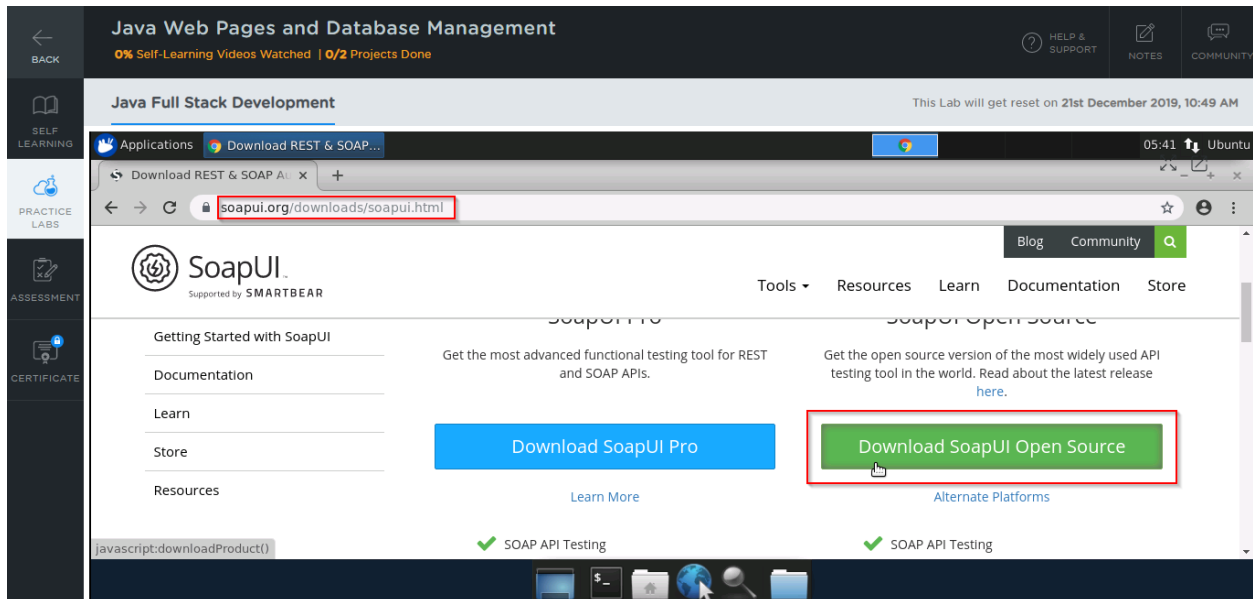 BACK
Java Web Pages and Database Management
0% Self-Learning Videos Watched | 0/2 Projects Done
HELP & SUPPORT
NOTES
COMMUNITY
SELF LEARNING
PRACTICE LABS
ASSESSMENT
CERTIFICATE
Java Full Stack Development
This Lab will get reset on 21st December 2019, 10:49 AM
Applications
Download REST & SOAP...
05:41
Ubuntu
Download REST & SOAP Au
soapui.org/downloads/soapui.html
Blog
Community
SoapUI
Supported by SMARTBEAR
Tools
Resources
Learn
Documentation
Store
Getting Started with SoapUI
Documentation
Learn
Store
Resources
SoapUI Pro
Get the most advanced functional testing tool for REST
and SOAP APIs.
Download SoapUI Pro
Learn More
SOAP API Testing
SoapUI Open Source
Get the open source version of the most widely used API
testing tool in the world. Read about the latest release
here.
Download SoapUI Open Source
Alternate Platforms
SOAP API Testing
javascript:downloadProduct()
$_